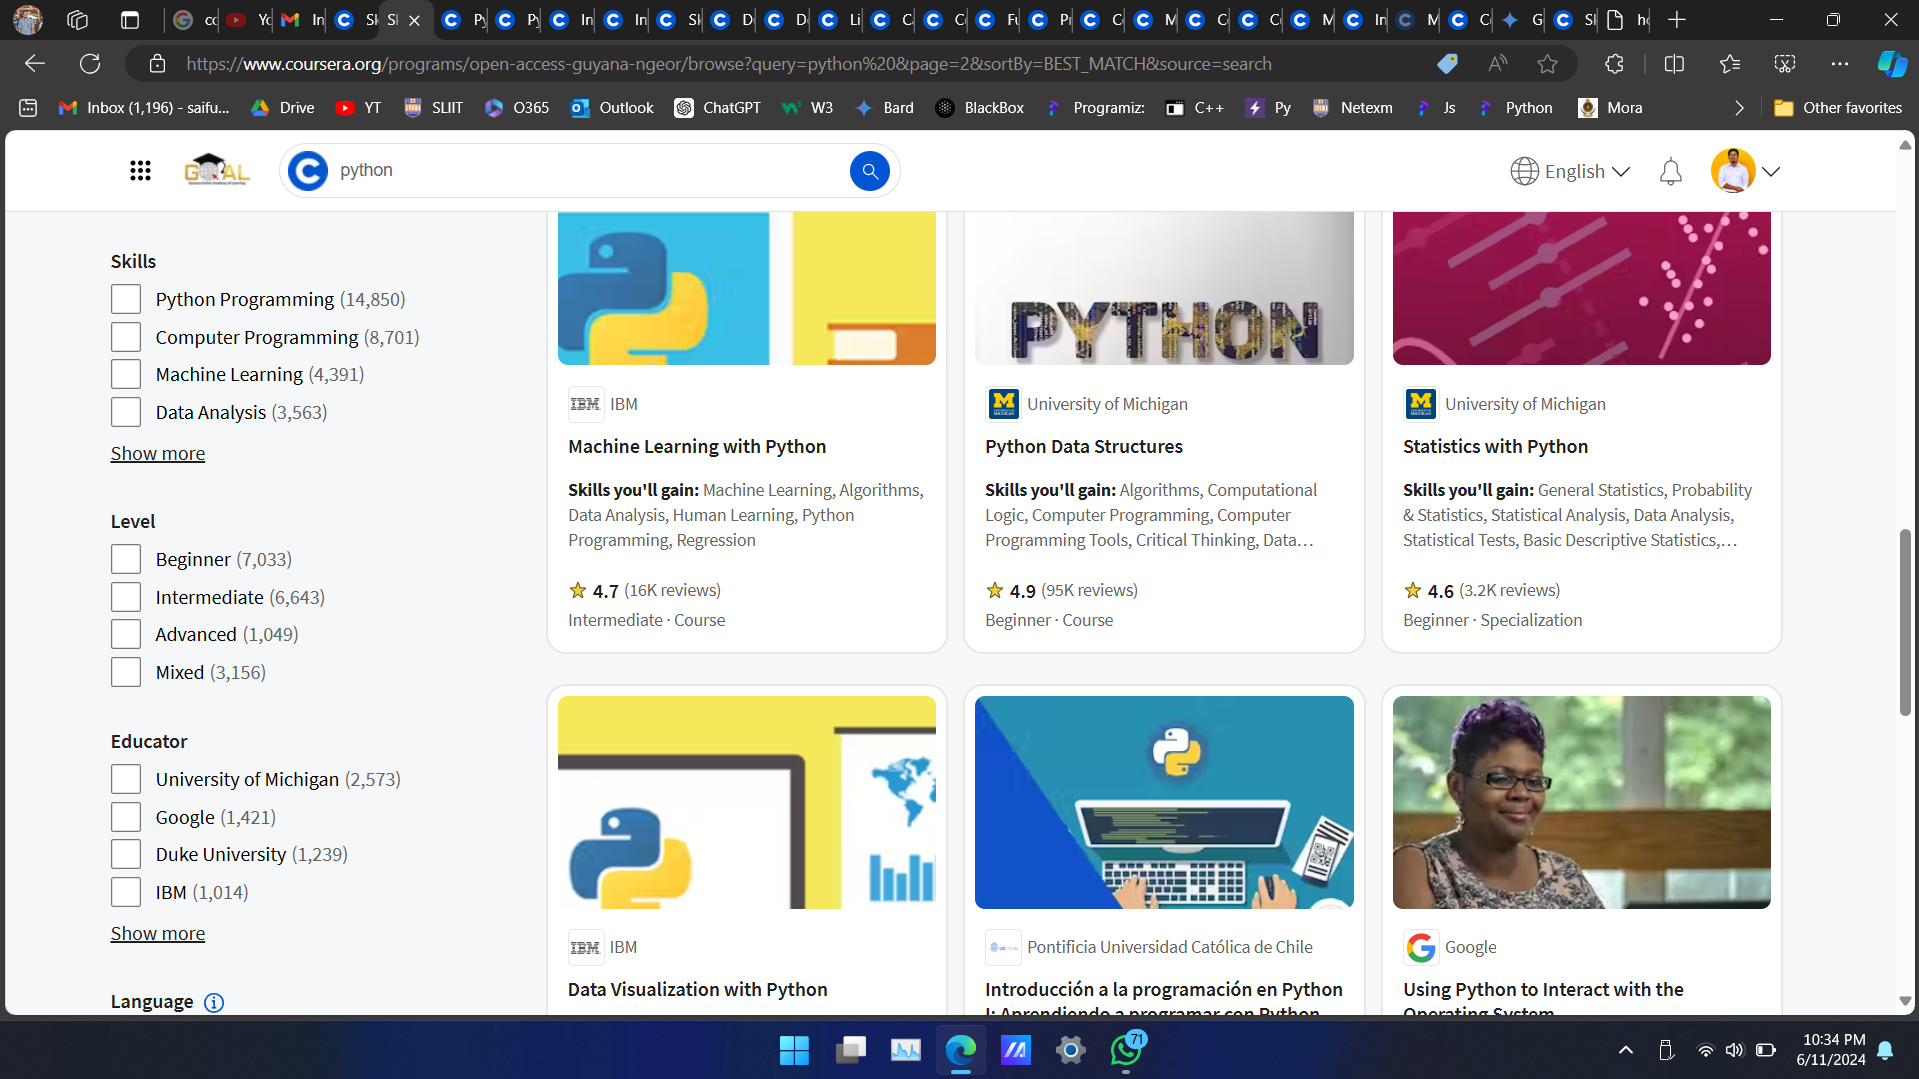 https://www.coursera.org/programs/open-access-guyana-ngeor/browse?query=python%20&page=2&sortBy=BEST_MATCH&source=search
Inbox (1,196) - saifu...
Drive
YT
SLIIT
O365
Outlook
ChatGPT
W3
Bard
BlackBox
Programiz:
C++
Py
Netexm
Js
Python
Mora
Other favorites
GOAL
python
English
Skills
Python Programming (14,850)
Computer Programming (8,701)
Machine Learning (4,391)
Data Analysis (3,563)
Show more
Level
Beginner (7,033)
Intermediate (6,643)
Advanced (1,049)
Mixed (3,156)
Educator
University of Michigan (2,573)
Google (1,421)
Duke University (1,239)
IBM (1,014)
Show more
Language
IBM IBM
Machine Learning with Python
Skills you'll gain: Machine Learning, Algorithms,
Data Analysis, Human Learning, Python
Programming, Regression
4.7 (16K reviews)
Intermediate · Course
PYTHON
University of Michigan
Python Data Structures
Skills you'll gain: Algorithms, Computational
Logic, Computer Programming, Computer
Programming Tools, Critical Thinking, Data…
4.9 (95K reviews)
Beginner · Course
University of Michigan
Statistics with Python
Skills you'll gain: General Statistics, Probability
& Statistics, Statistical Analysis, Data Analysis,
Statistical Tests, Basic Descriptive Statistics,…
4.6 (3.2K reviews)
Beginner · Specialization
IBM IBM
Data Visualization with Python
Pontificia Universidad Católica de Chile
Introducción a la programación en Python
I: Aprendiendo a programar con Python
Google
Using Python to Interact with the
Operating System
71
10:34 PM
6/11/2024